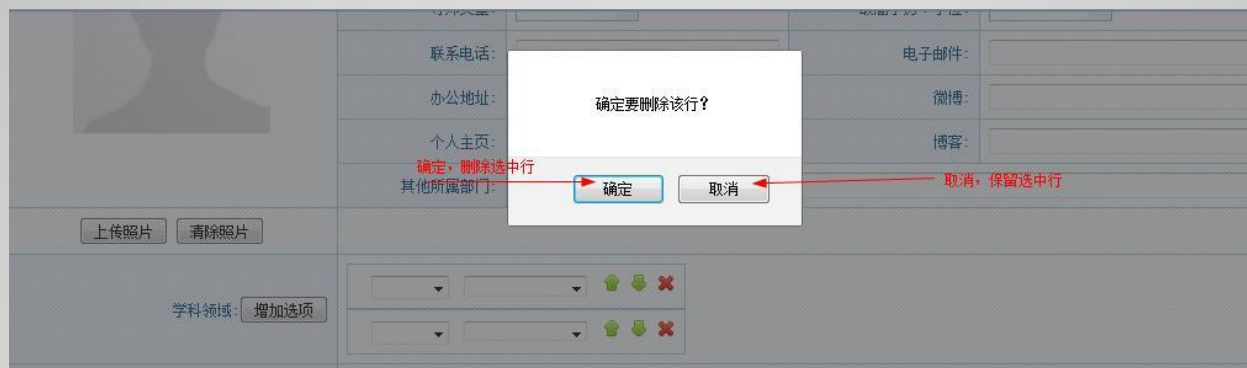 联系电话:
电子邮件:
办公地址:
确定要删除该行?
微博:
个人主页:
博客:
确定，删除选中行
其他所属部门:
确定
取消
取消，保留选中行
上传照片
清除照片
学科领域:
增加选项